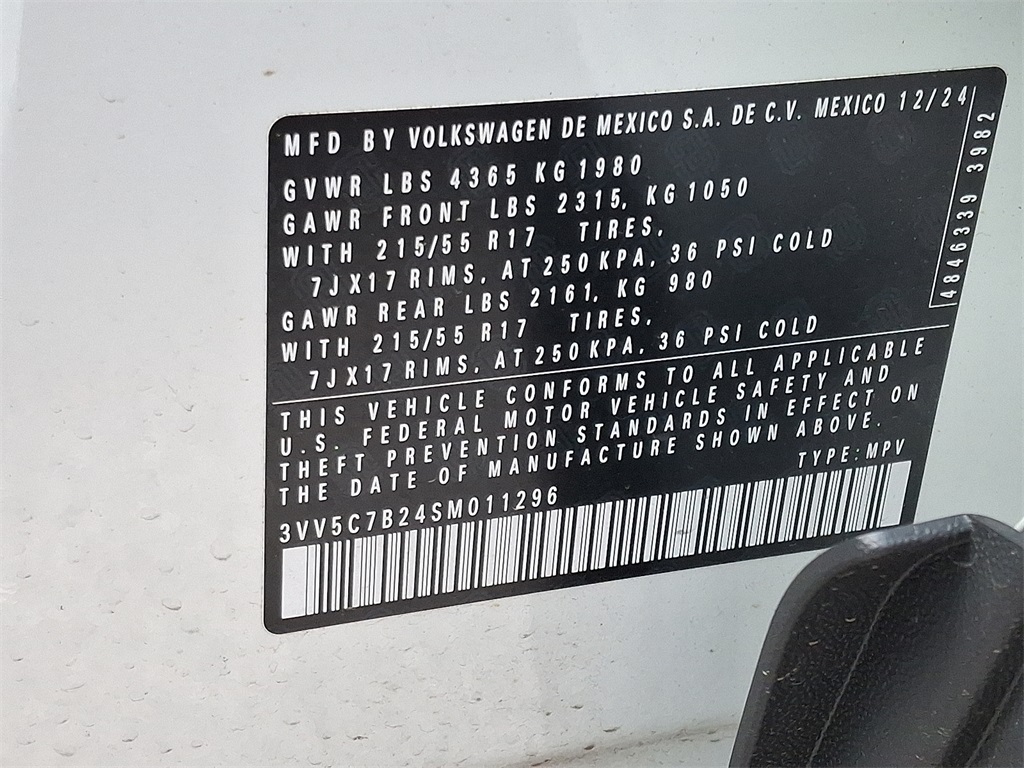 MFD BY VOLKSWAGEN DE MEXICO S.A. DE C.V. MEXICO 12/24
GVWR LBS 4365 KG 1980
GAWR FRONT LBS 2315, KG 1050
WITH 215/55 R17 TIRES,
7JX17 RIMS, AT 250 KPA, 36 PSI COLD
GAWR REAR LBS 2161, KG 980
WITH 215/55 R17 TIRES,
7JX17 RIMS, AT 250 KPA, 36 PSI COLD
4846339 3982
THIS VEHICLE CONFORMS TO ALL APPLICABLE
U.S. FEDERAL MOTOR VEHICLE SAFETY AND
THEFT PREVENTION STANDARDS IN EFFECT ON
THE DATE OF MANUFACTURE SHOWN ABOVE.
TYPE: MPV
3VV5C7B24SM011296